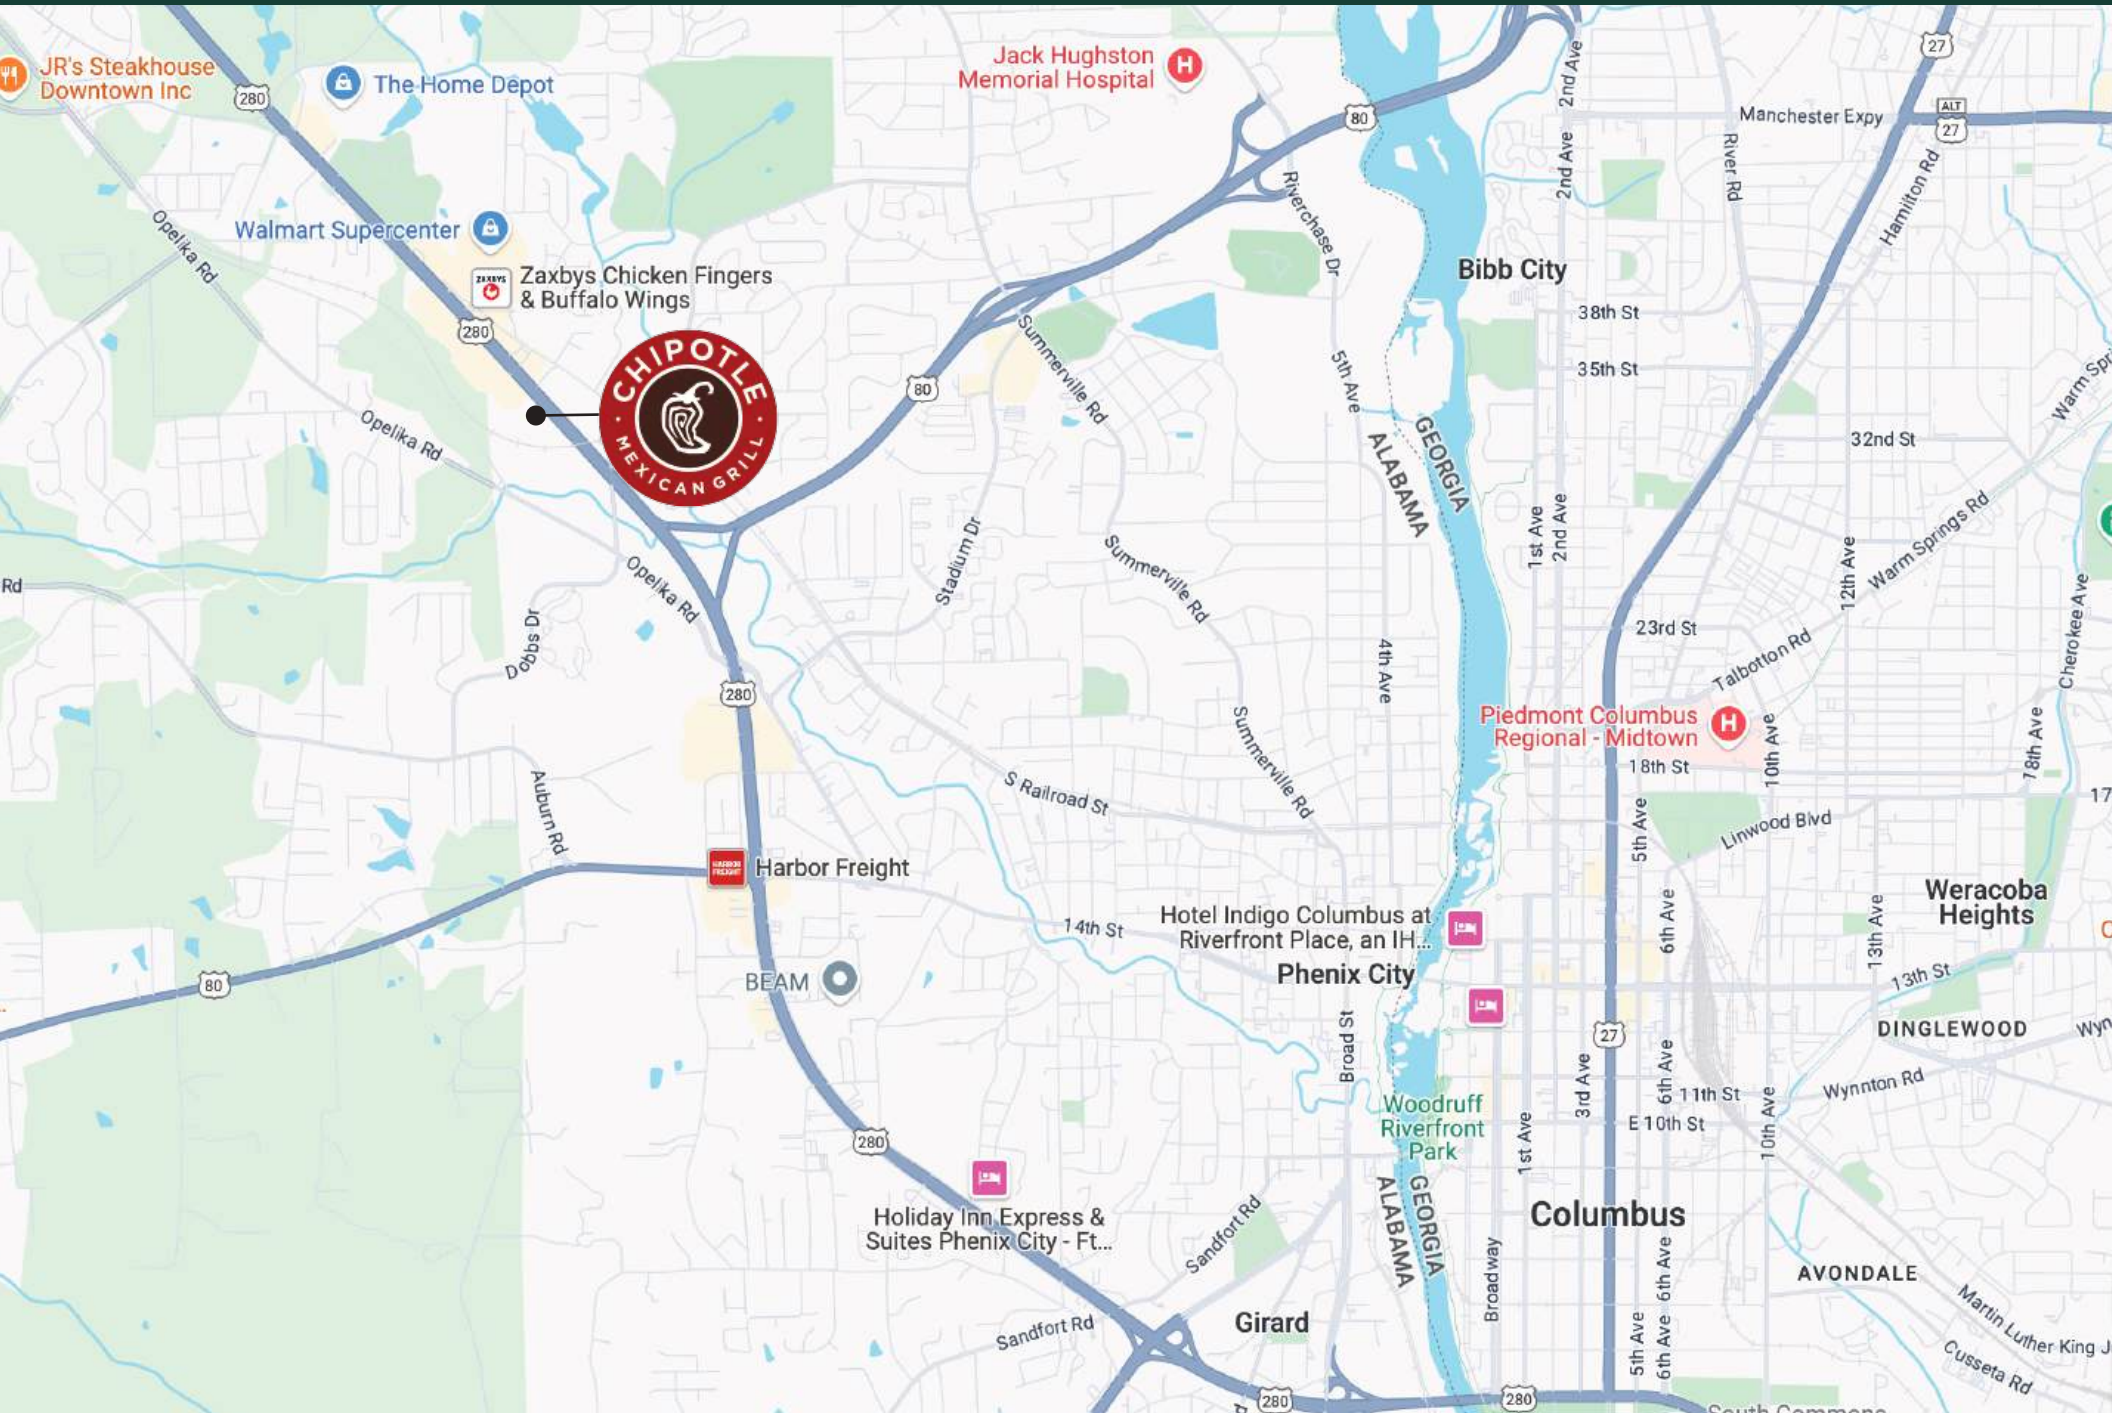 JR's Steakhouse
Downtown Inc
280
The Home Depot
Jack Hughston
Memorial Hospital
80
2nd Ave
27
Manchester Expy
ALT
27
2nd Ave
River Rd
Hamilton Rd
Opelika Rd
Walmart Supercenter
ZAXBYS
Zaxbys Chicken Fingers
& Buffalo Wings
280
Riverchase Dr
Bibb City
38th St
35th St
CHIPOTLE
MEXICAN GRILL
80
Summerville Rd
5th Ave
Opelika Rd
GEORGIA
ALABAMA
32nd St
Warm Spr
1st Ave
2nd Ave
Warm Springs Rd
12th Ave
Stadium Dr
Summerville Rd
Opelika Rd
Rd
Dobbs Dr
23rd St
Talbotton Rd
Cherokee Ave
4th Ave
280
Summerville Rd
Piedmont Columbus
Regional - Midtown
10th Ave
18th Ave
18th St
17
S Railroad St
Auburn Rd
5th Ave
Linwood Blvd
HARBOR
FREIGHT
Harbor Freight
Weracoba
Heights
14th St
Hotel Indigo Columbus at
Riverfront Place, an IH...
6th Ave
13th Ave
Phenix City
13th St
80
BEAM
DINGLEWOOD
Wyn
27
Broad St
3rd Ave
6th Ave
11th St
Wynnton Rd
E 10th St
10th Ave
Woodruff
Riverfront
Park
1st Ave
280
Holiday Inn Express &
Suites Phenix City - Ft...
Sandfort Rd
ALABAMA
GEORGIA
Columbus
Broadway
6th Ave
AVONDALE
Girard
Sandfort Rd
5th Ave
6th Ave
Martin Luther King J
Cusseta Rd
280
280
South Commons